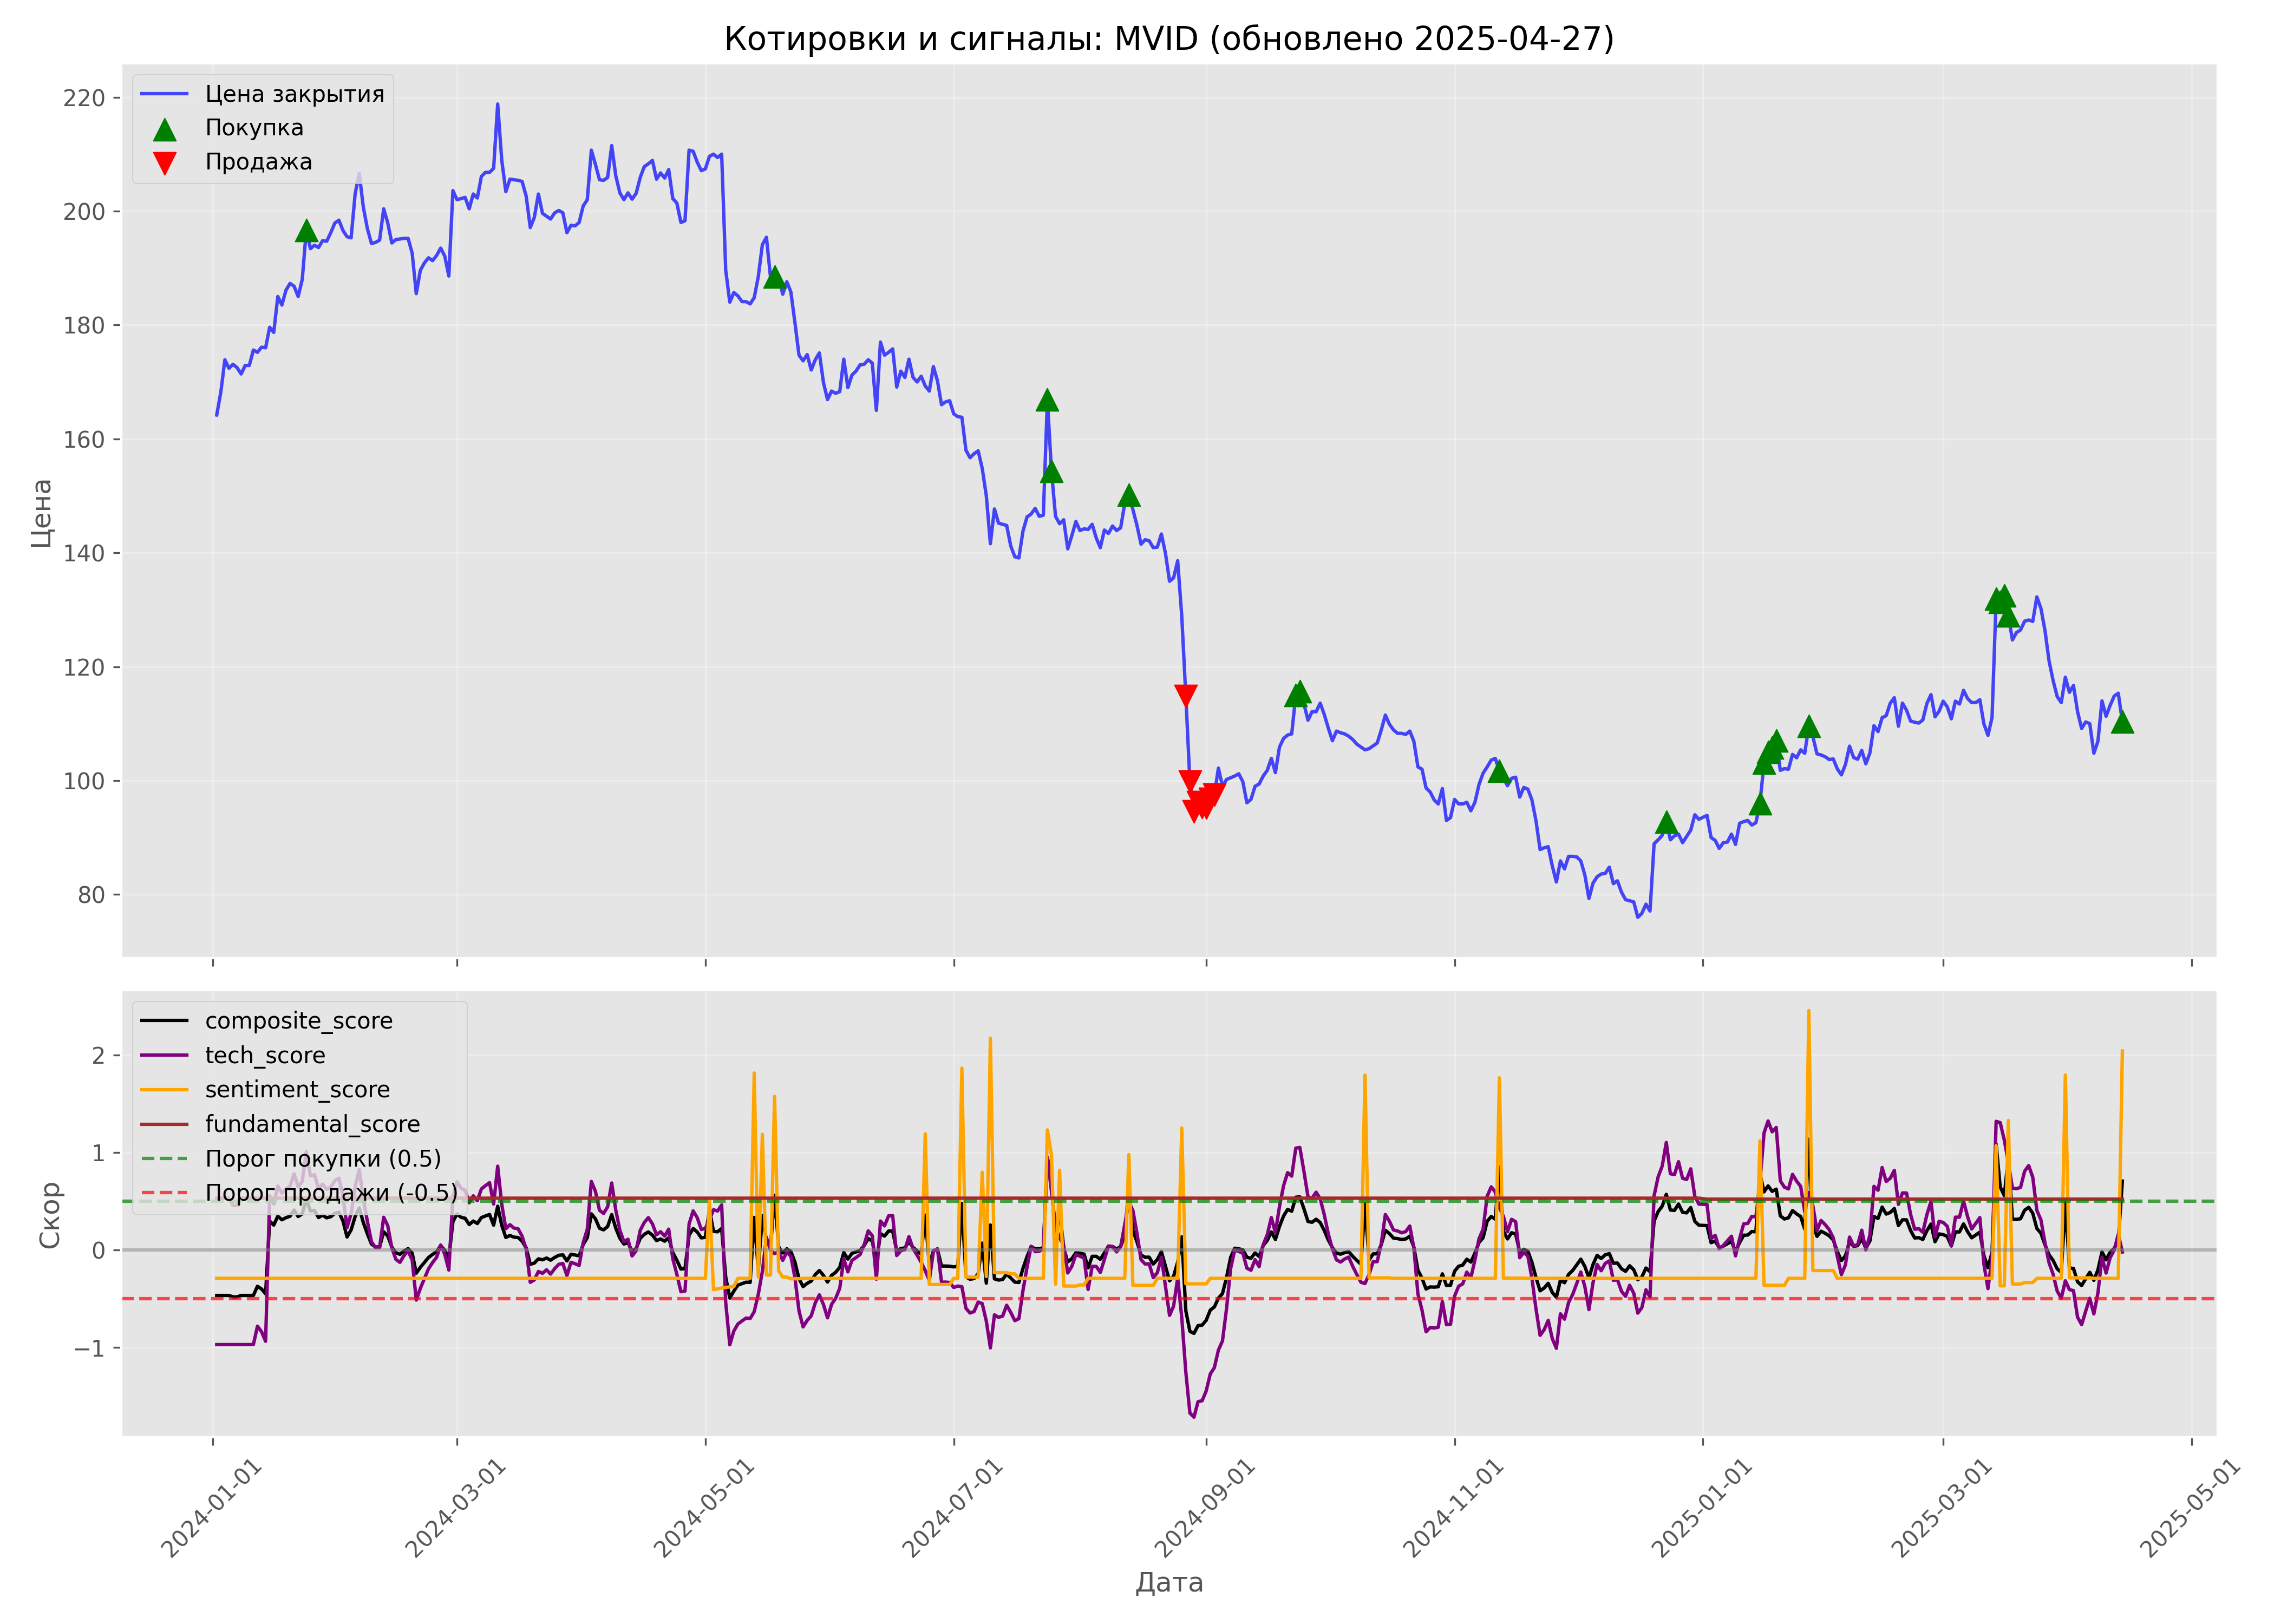 Котировки и сигналы: MVID (обновлено 2025-04-27)
Цена закрытия
Покупка
Продажа
Цена
220
200
180
160
140
120
100
80
composite_score
tech_score
sentiment_score
fundamental_score
Порог покупки (0.5)
Порог продажи (-0.5)
Скор
2
1
0
−1
2024-01-01
2024-03-01
2024-05-01
2024-07-01
2024-09-01
2024-11-01
2025-01-01
2025-03-01
2025-05-01
Дата